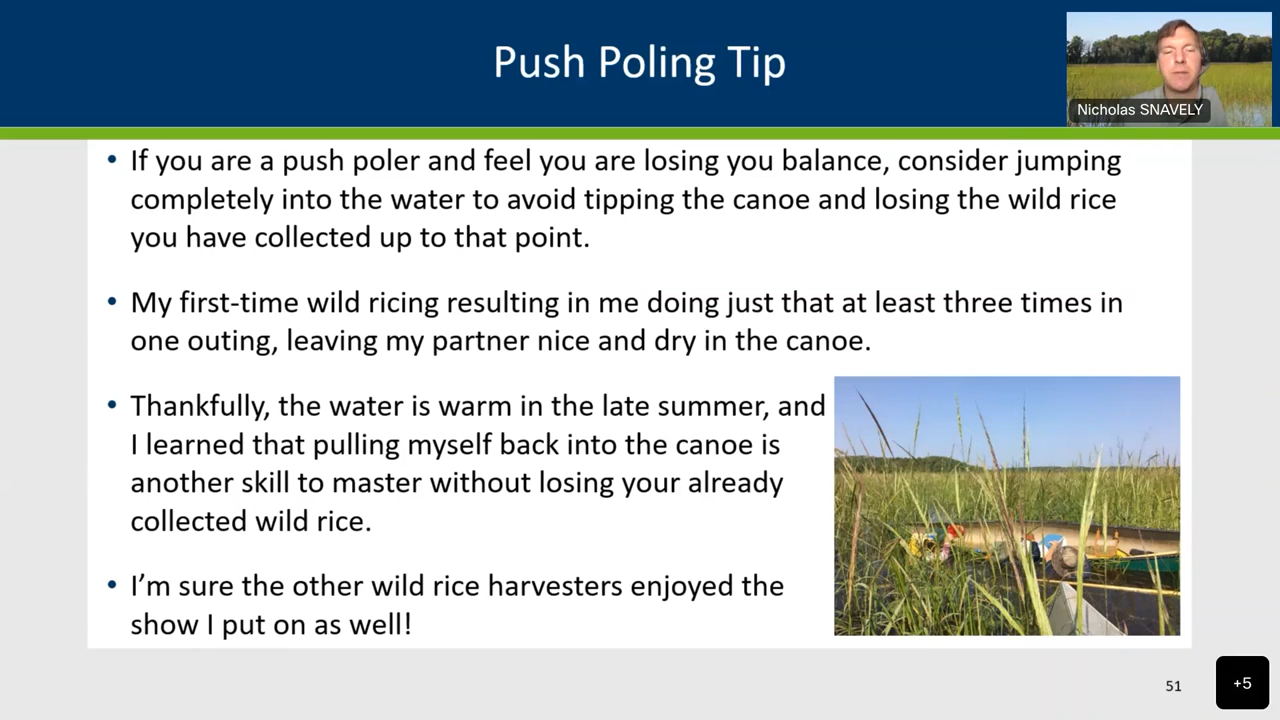 Push Poling Tip
Nicholas SNAVELY
• If you are a push poler and feel you are losing you balance, consider jumping
completely into the water to avoid tipping the canoe and losing the wild rice
you have collected up to that point.
• My first-time wild ricing resulting in me doing just that at least three times in
one outing, leaving my partner nice and dry in the canoe.
• Thankfully, the water is warm in the late summer, and
I learned that pulling myself back into the canoe is
another skill to master without losing your already
collected wild rice.
• I'm sure the other wild rice harvesters enjoyed the
show I put on as well!
51
+5